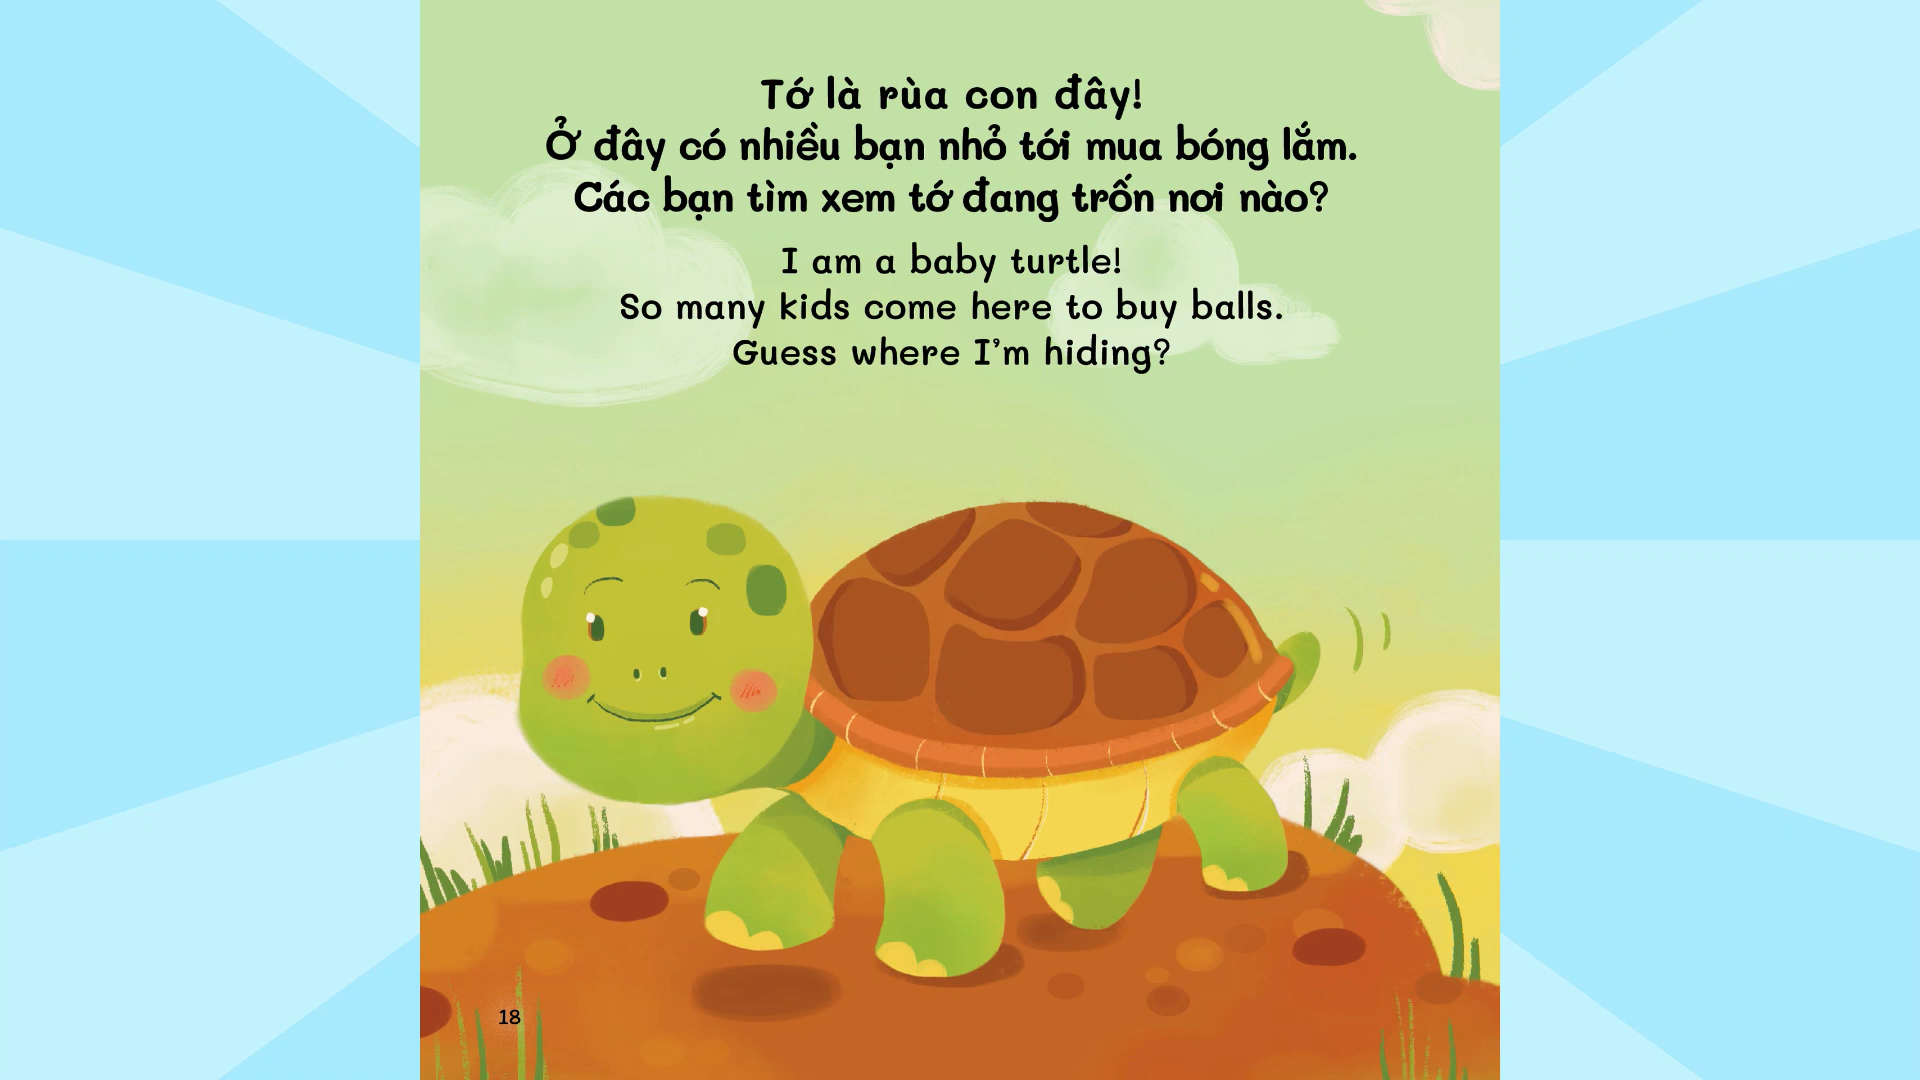 Tớ là rùa con đây!
Ở đây có nhiều bạn nhỏ tới mua bóng lắm.
Các bạn tìm xem tớ đang trốn nơi nào?
I am a baby turtle!
So many kids come here to buy balls.
Guess where I'm hiding?
18